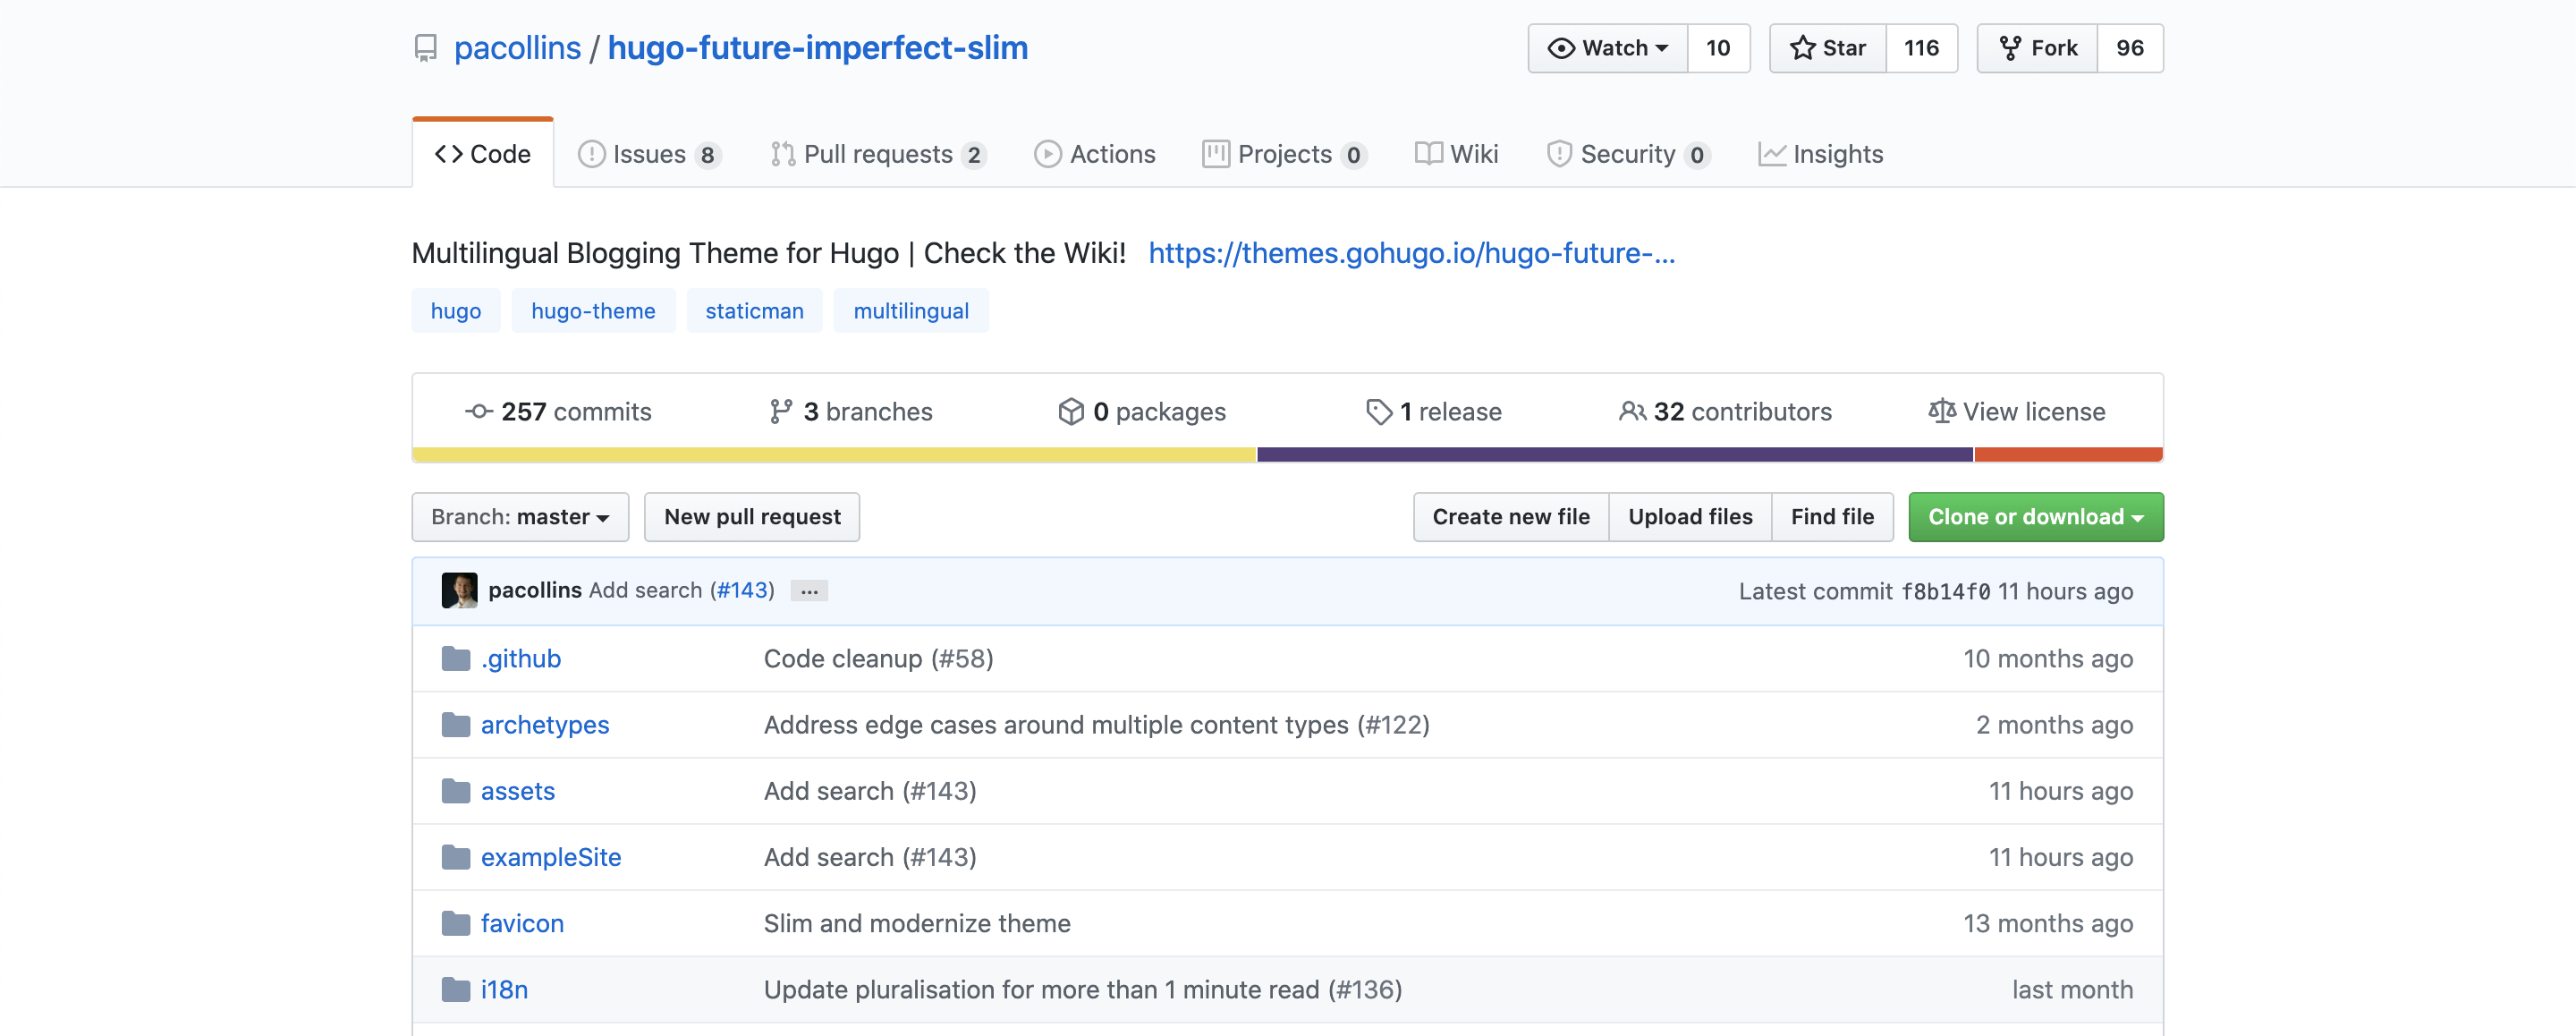 pacollins / hugo-future-imperfect-slim Watch 10 Star 116 Fork 96
Code Issues 8 Pull requests 2 Actions Projects 0 Wiki Security 0 Insights
Multilingual Blogging Theme for Hugo | Check the Wiki! https://themes.gohugo.io/hugo-future-...
hugo hugo-theme staticman multilingual
257 commits 3 branches 0 packages 1 release 32 contributors View license
Branch: master New pull request Create new file Upload files Find file Clone or download
pacollins Add search (#143) ... Latest commit f8b14f0 11 hours ago
.github Code cleanup (#58) 10 months ago
archetypes Address edge cases around multiple content types (#122) 2 months ago
assets Add search (#143) 11 hours ago
exampleSite Add search (#143) 11 hours ago
favicon Slim and modernize theme 13 months ago
i18n Update pluralisation for more than 1 minute read (#136) last month